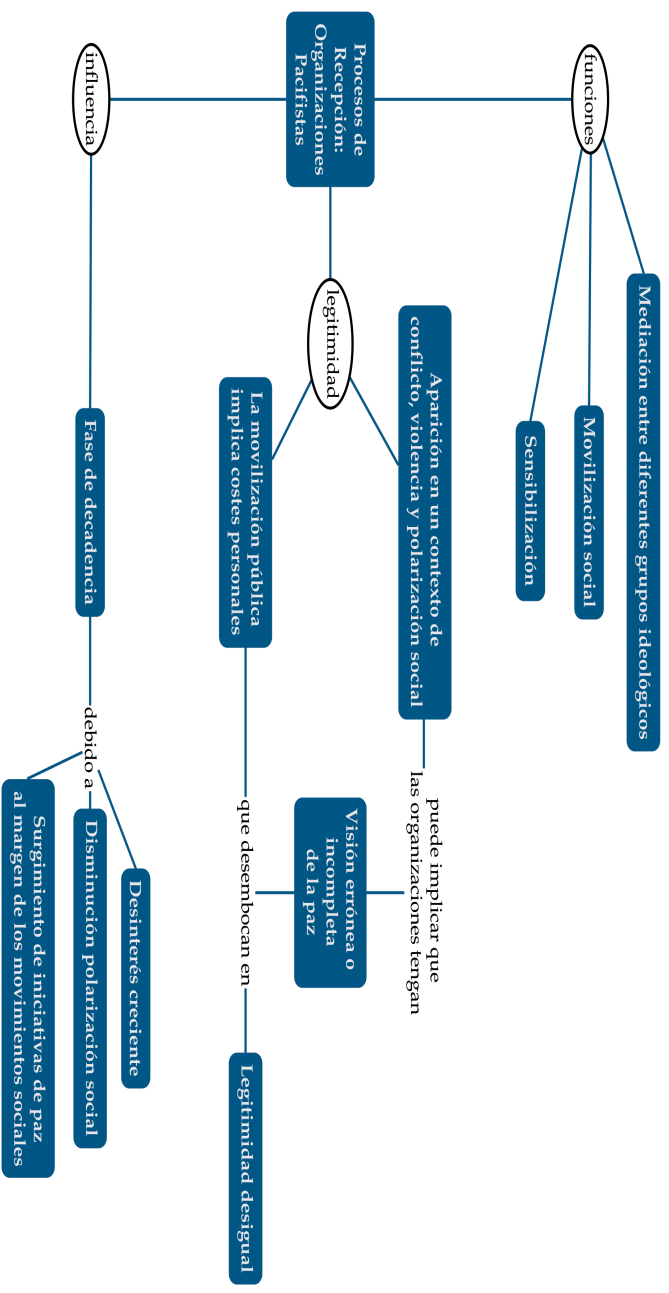 Procesos de
Recepción:
Organizaciones
Pacifistas
funciones
Mediación entre diferentes grupos ideológicos
Movilización social
Sensibilización
legitimidad
Aparición en un contexto de
conflicto, violencia y polarización social
puede implicar que
las organizaciones tengan
Visión errónea o
incompleta
de la paz
La movilización pública
implica costes personales
que desembocan en
Legitimidad desigual
influencia
Fase de decadencia
debido a
Desinterés creciente
Disminución polarización social
Surgimiento de iniciativas de paz
al margen de los movimientos sociales